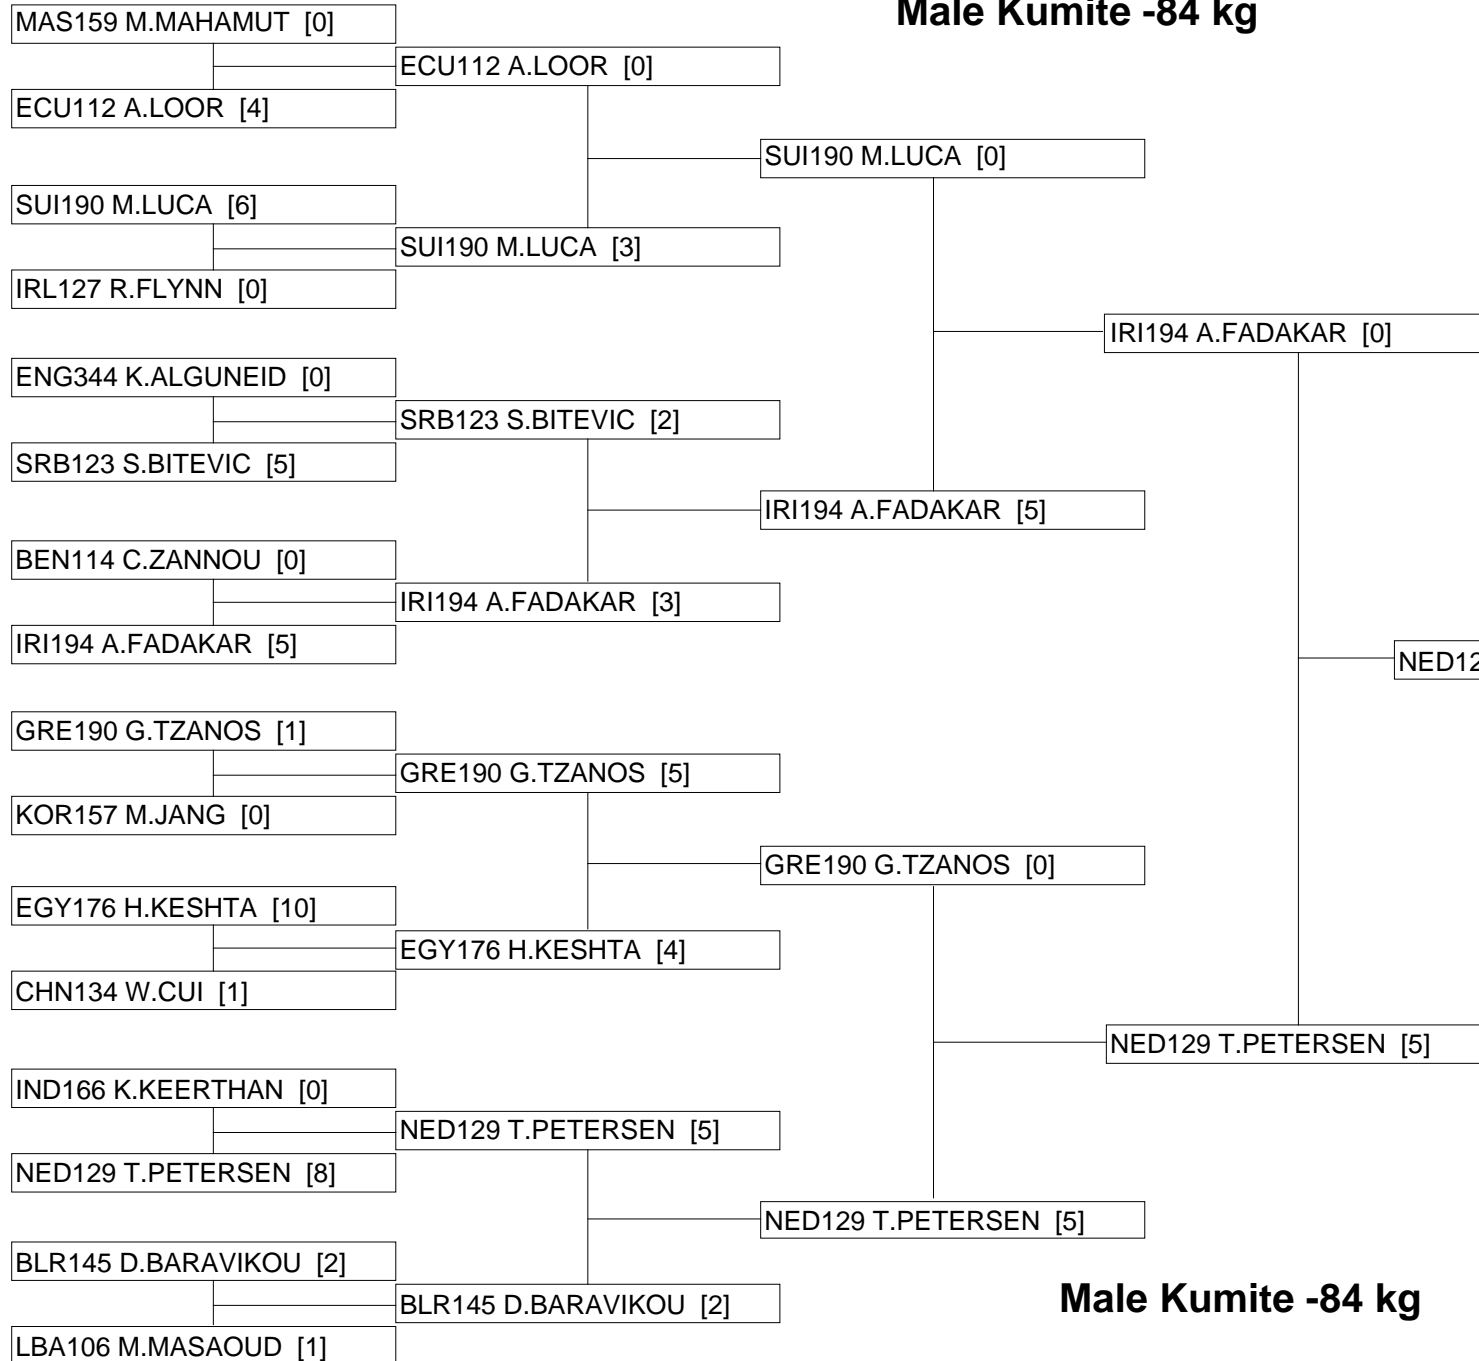 Male Kumite -84 kg
MAS159 M.MAHAMUT [0]
ECU112 A.LOOR [0]
ECU112 A.LOOR [4]
SUI190 M.LUCA [0]
SUI190 M.LUCA [6]
SUI190 M.LUCA [3]
IRL127 R.FLYNN [0]
IRI194 A.FADAKAR [0]
ENG344 K.ALGUNEID [0]
SRB123 S.BITEVIC [2]
SRB123 S.BITEVIC [5]
IRI194 A.FADAKAR [5]
BEN114 C.ZANNOU [0]
IRI194 A.FADAKAR [3]
IRI194 A.FADAKAR [5]
NED12
GRE190 G.TZANOS [1]
GRE190 G.TZANOS [5]
KOR157 M.JANG [0]
GRE190 G.TZANOS [0]
EGY176 H.KESHTA [10]
EGY176 H.KESHTA [4]
CHN134 W.CUI [1]
NED129 T.PETERSEN [5]
IND166 K.KEERTHAN [0]
NED129 T.PETERSEN [5]
NED129 T.PETERSEN [8]
NED129 T.PETERSEN [5]
BLR145 D.BARAVIKOU [2]
BLR145 D.BARAVIKOU [2]
Male Kumite -84 kg
LBA106 M.MASAOUD [1]